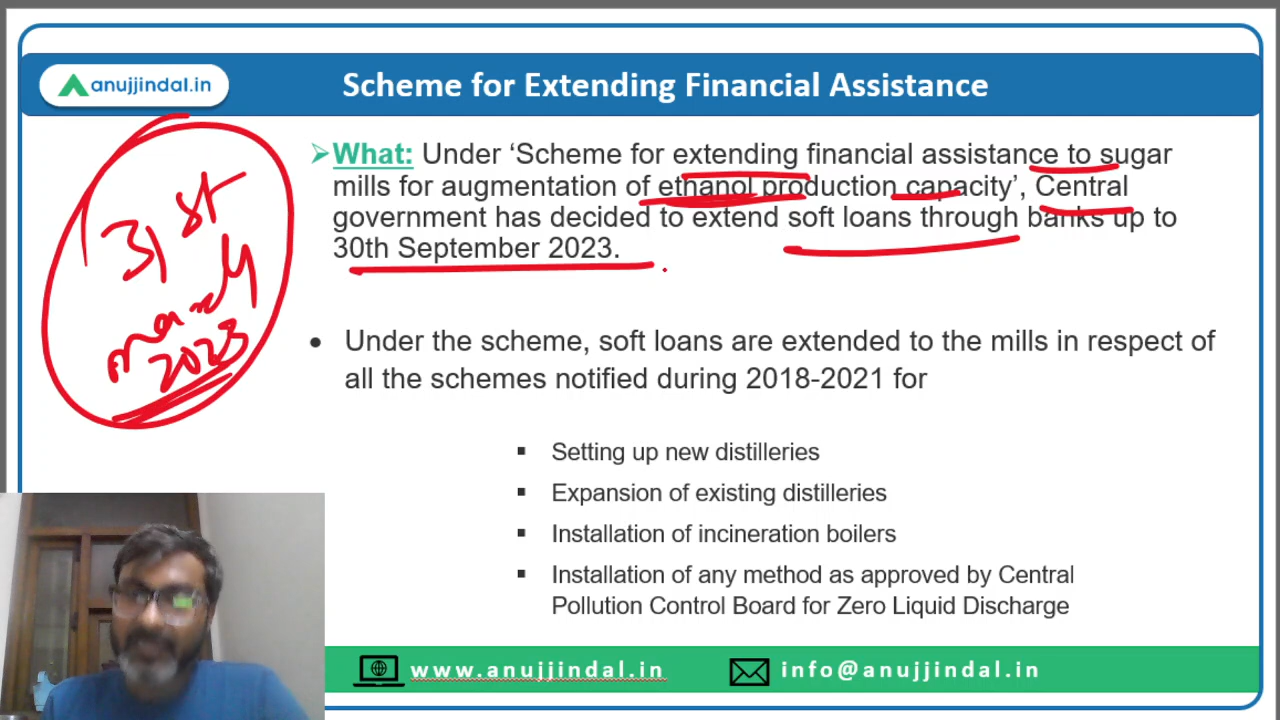 anujjindal.in
Scheme for Extending Financial Assistance
What: Under ‘Scheme for extending financial assistance to sugar
mills for augmentation of ethanol production capacity’, Central
government has decided to extend soft loans through banks up to
30th September 2023.
31st
march
2023
• Under the scheme, soft loans are extended to the mills in respect of
all the schemes notified during 2018-2021 for
▪ Setting up new distilleries
▪ Expansion of existing distilleries
▪ Installation of incineration boilers
▪ Installation of any method as approved by Central
Pollution Control Board for Zero Liquid Discharge
www.anujjindal.in
info@anujjindal.in